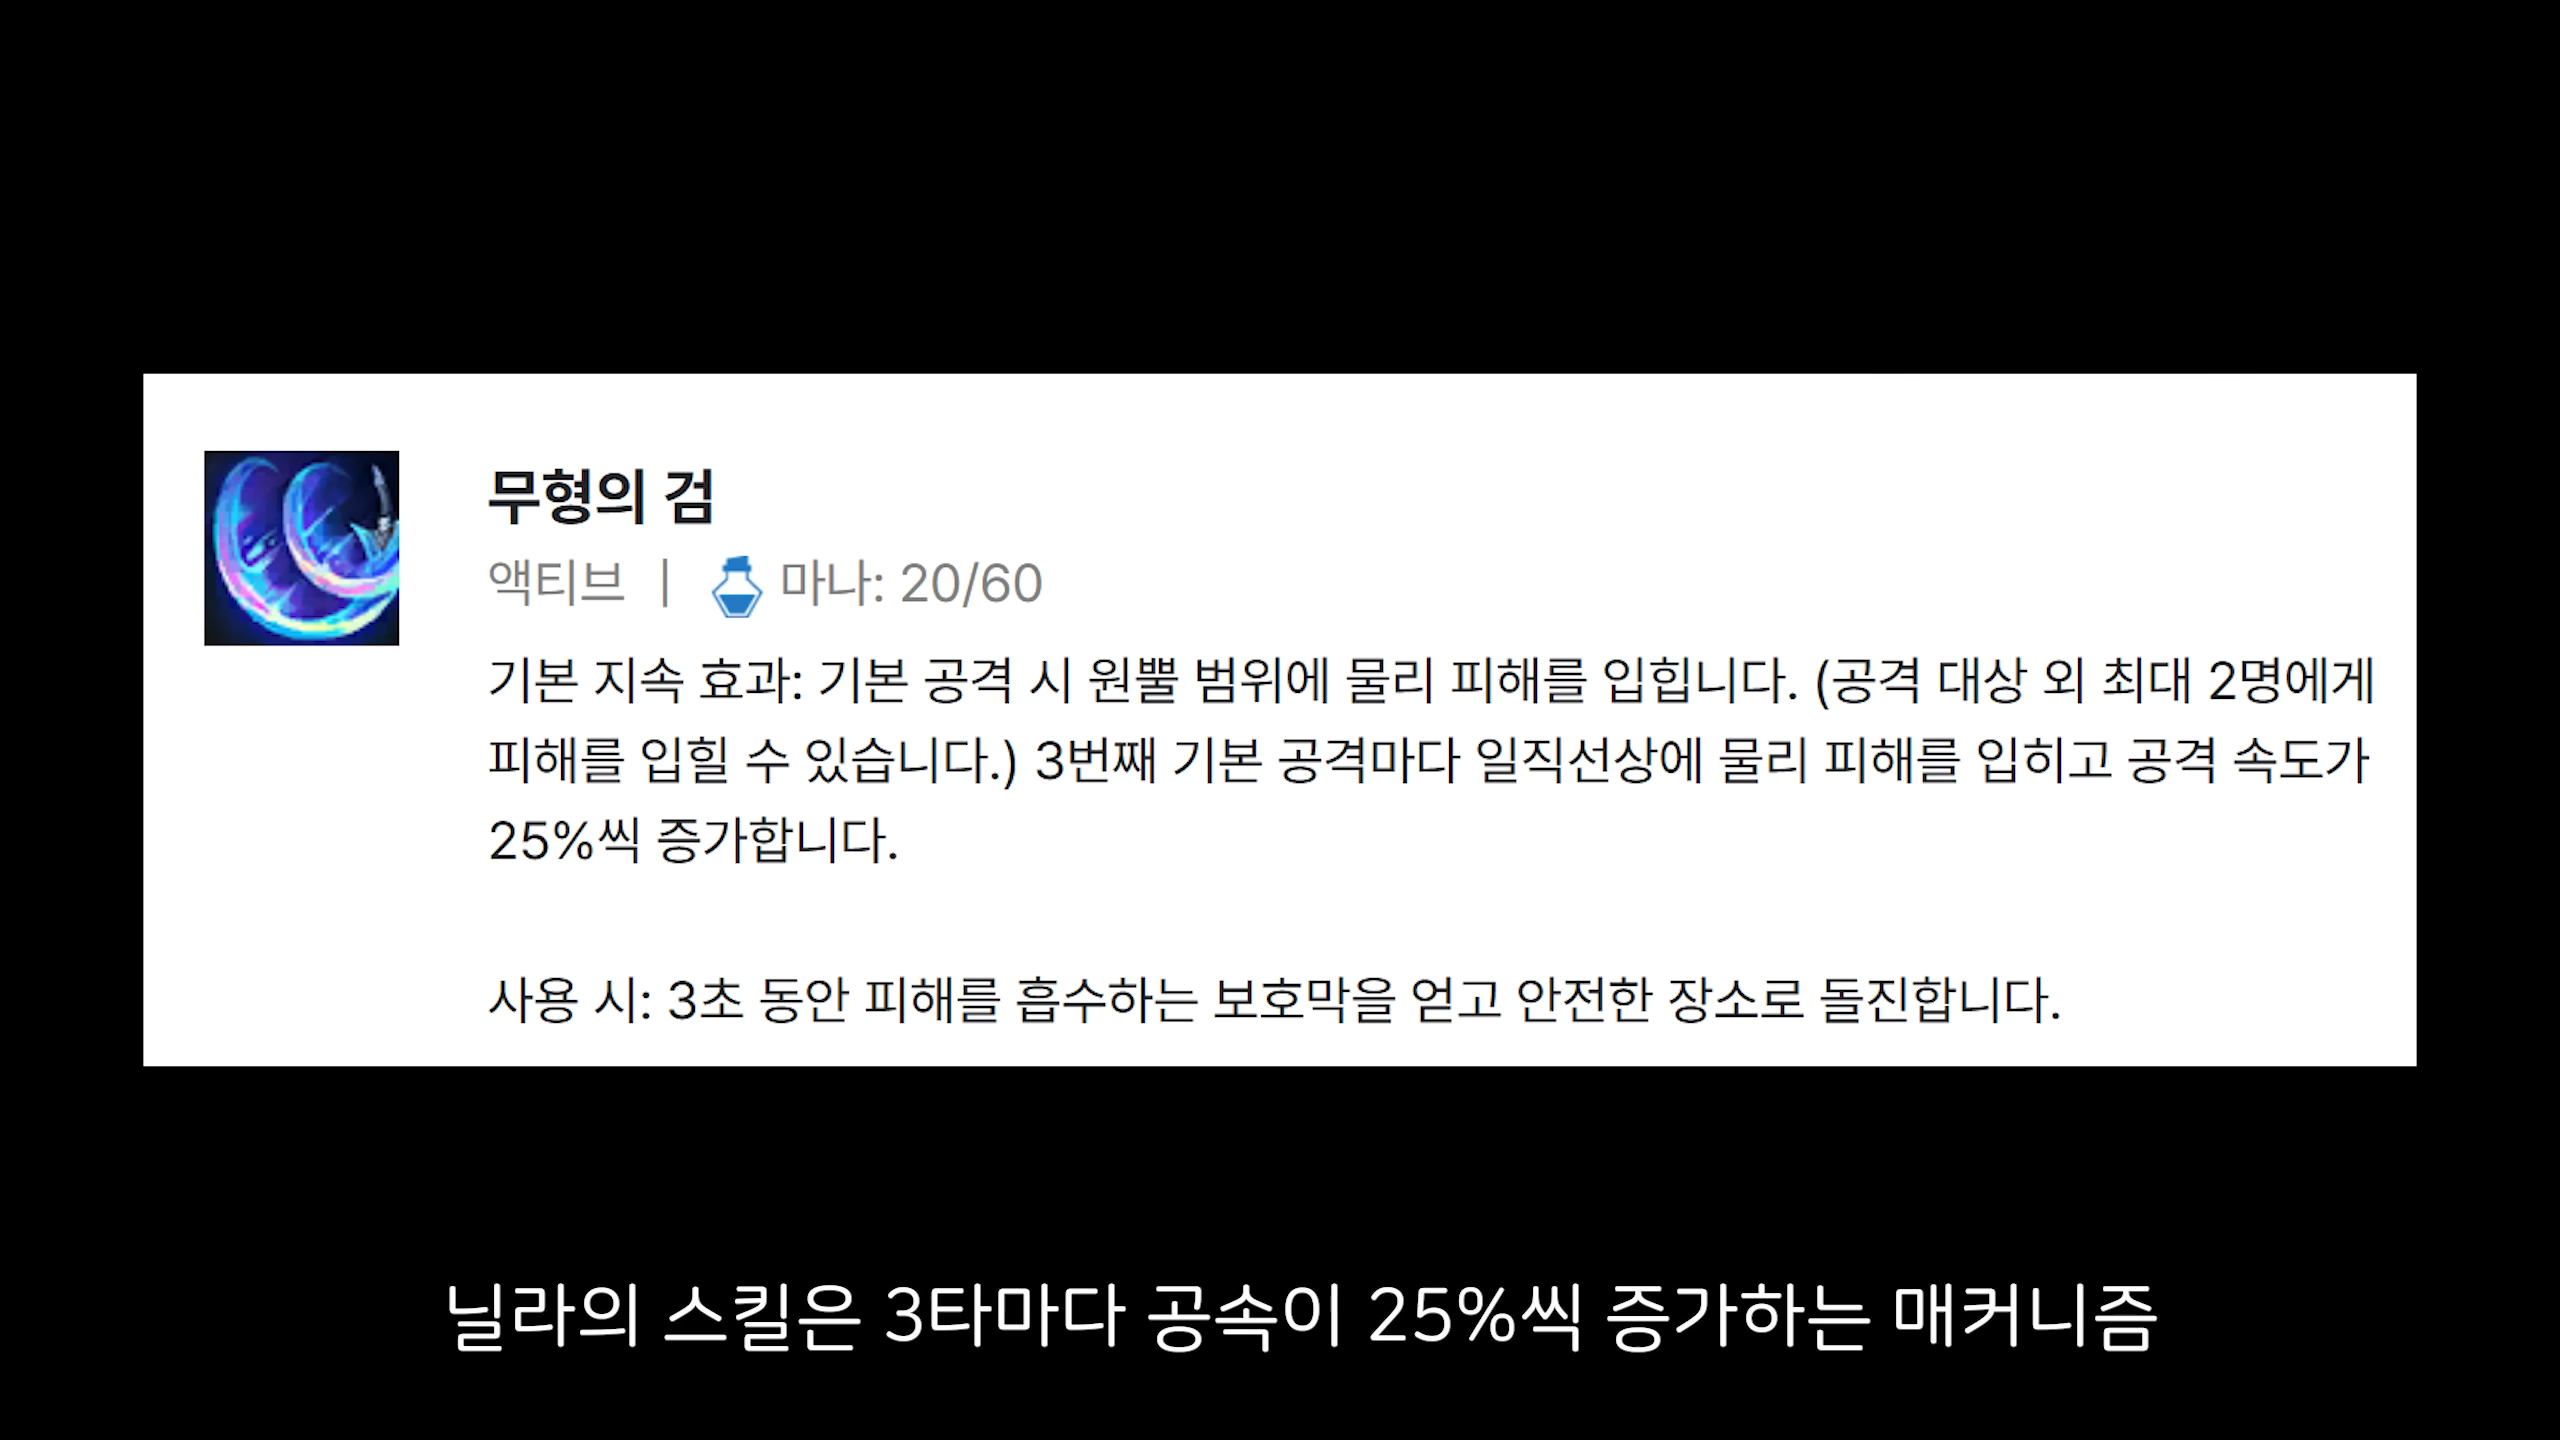 무형의 검
액티브 | 마나: 20/60
기본 지속 효과: 기본 공격 시 원뿔 범위에 물리 피해를 입힙니다. (공격 대상 외 최대 2명에게
피해를 입힐 수 있습니다.) 3번째 기본 공격마다 일직선상에 물리 피해를 입히고 공격 속도가
25%씩 증가합니다.
사용 시: 3초 동안 피해를 흡수하는 보호막을 얻고 안전한 장소로 돌진합니다.
닐라의 스킬은 3타마다 공속이 25%씩 증가하는 매커니즘